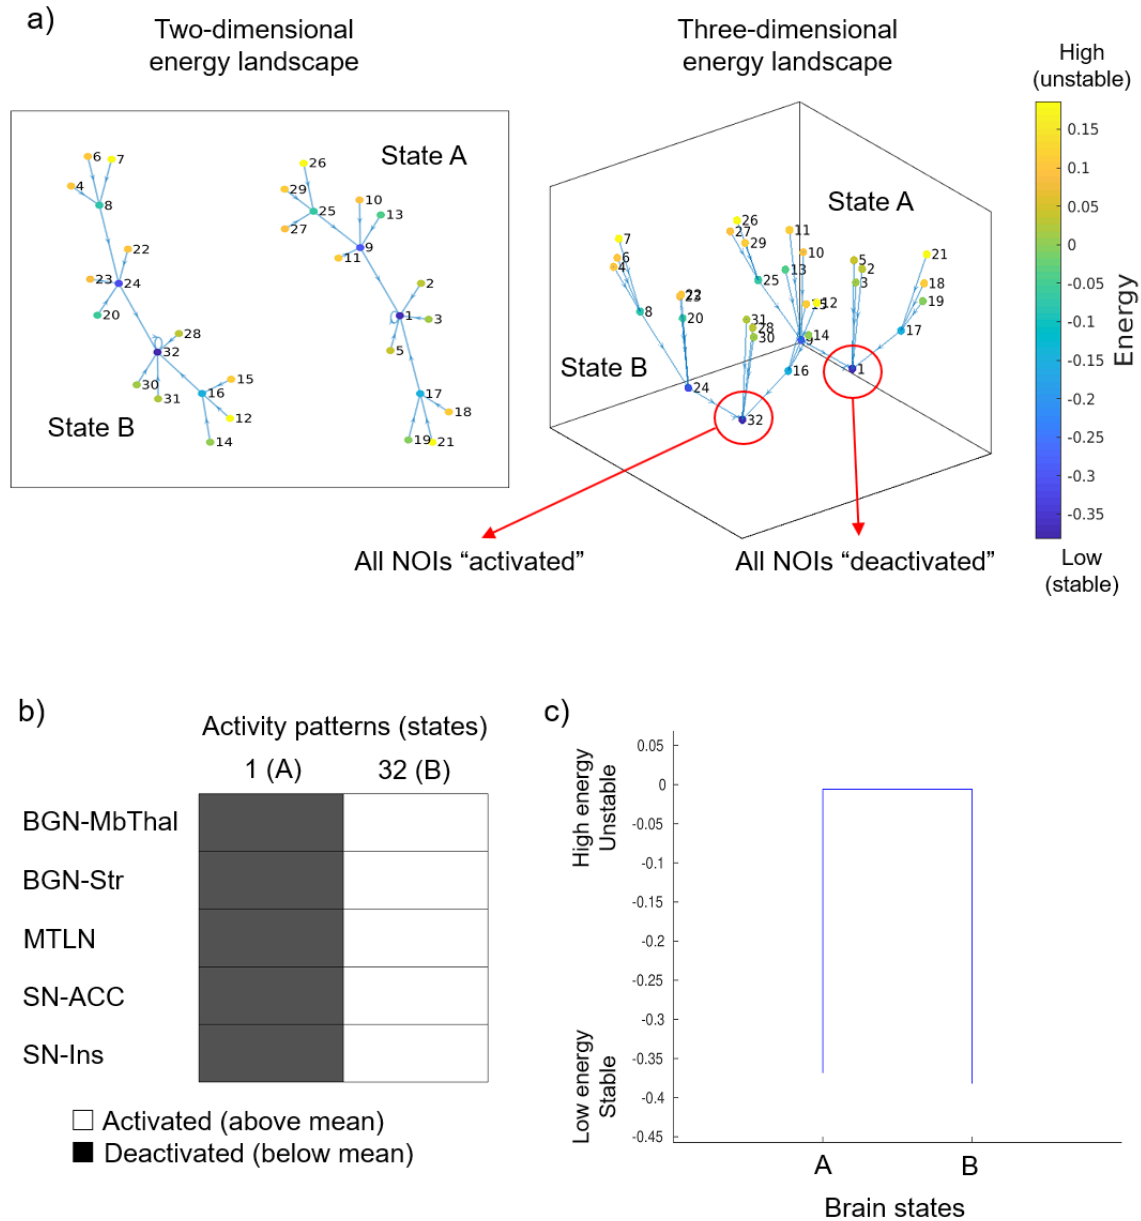 a)
Two-dimensional
energy landscape
Three-dimensional
energy landscape
High
(unstable)
State A
State B
6
7
4
8
22
23
24
20
28
32
30
31
15
16
12
14
26
29
25
27
10
13
9
11
2
1
3
5
17
18
19
21
State A
State B
7
6
4
8
22
23
20
24
31
28
30
32
26
27
29
25
11
10
13
15
12
14
9
16
5
2
3
1
21
18
19
17
0.15
0.1
0.05
0
-0.05
-0.1
-0.15
-0.2
-0.25
-0.3
-0.35
Energy
Low
(stable)
All NOIs “activated”
All NOIs “deactivated”
b)
Activity patterns (states)
1 (A)
32 (B)
BGN-MbThal
BGN-Str
MTLN
SN-ACC
SN-Ins
Activated (above mean)
Deactivated (below mean)
c)
High energy
Unstable
Low energy
Stable
0.05
0
-0.05
-0.1
-0.15
-0.2
-0.25
-0.3
-0.35
-0.4
-0.45
A
B
Brain states